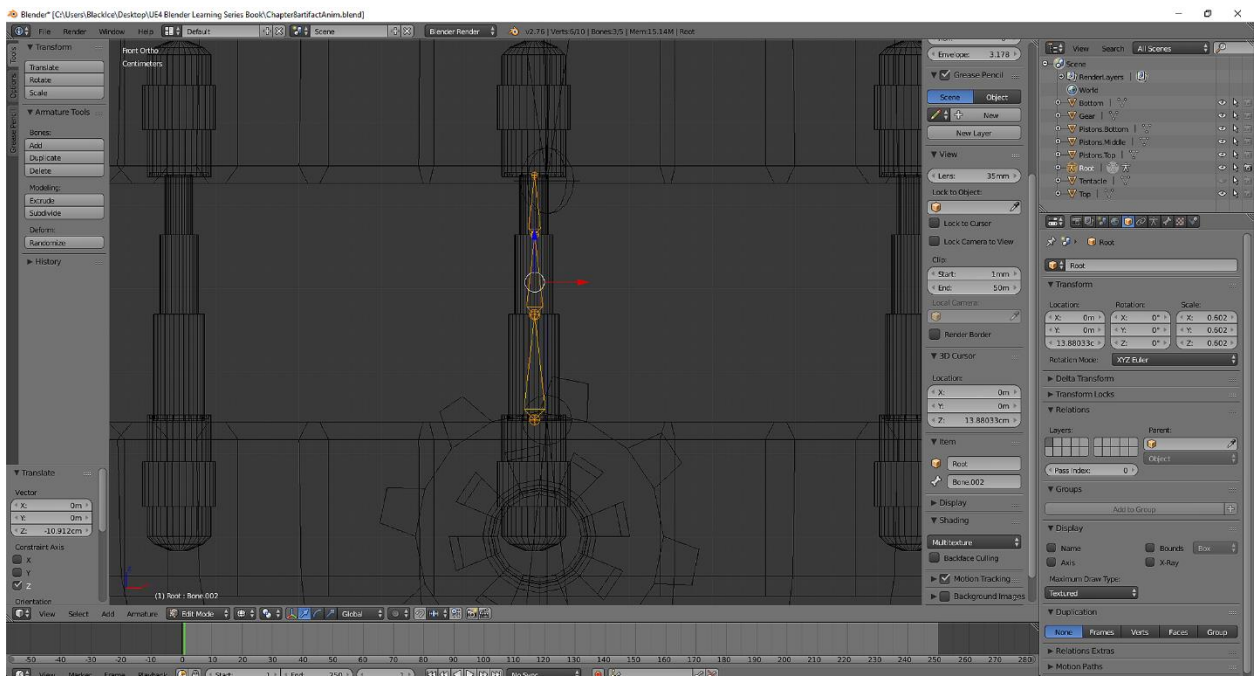 Blender* [C:\Users\BlackIce\Desktop\UE4 Blender Learning Series Book\Chapter8artifactAnim.blend]
File Render Window Help Default Scene Blender Render v2.76 | Verts:6/10 | Bones:3/5 | Mem:15.14M | Root
Tools
Options
Grease Penc
Transform
Translate
Rotate
Scale
Armature Tools
Bones:
Add
Duplicate
Delete
Modeling:
Extrude
Subdivide
Deform:
Randomize
History
Translate
Vector
X: 0m
Y: 0m
Z: -10.912cm
Constraint Axis
X
Y
Z
Orientation
Front Ortho
Centimeters
(1) Root : Bone.002
View Select Add Armature Edit Mode Global
Envelope: 3.178
Grease Pencil
Scene Object
New
New Layer
View
Lens: 35mm
Lock to Object:
Lock to Cursor
Lock Camera to View
Clip:
Start: 1mm
End: 50m
Local Camera:
Render Border
3D Cursor
Location:
X: 0m
Y: 0m
Z: 13.88033cm
Item
Root
Bone.002
Display
Shading
Multitexture
Backface Culling
Motion Tracking
Background Images
View Search All Scenes
Scene
RenderLayers
World
Bottom
Gear
Pistons.Bottom
Pistons.Middle
Pistons.Top
Root
Tentacle
Top
Root
Root
Transform
Location: Rotation: Scale:
X: 0m X: 0° X: 0.602
Y: 0m Y: 0° Y: 0.602
13.88033c Z: 0° Z: 0.602
Rotation Mode: XYZ Euler
Delta Transform
Transform Locks
Relations
Layers: Parent:
Object
Pass Index: 0
Groups
Add to Group
Display
Name Bounds Box
Axis X-Ray
Maximum Draw Type:
Textured
Duplication
None Frames Verts Faces Group
Relations Extras
Motion Paths
-50 -40 -30 -20 -10 0 10 20 30 40 50 60 70 80 90 100 110 120 130 140 150 160 170 180 190 200 210 220 230 240 250 260 270 280
View Marker Frame Playback Start: 1 End: 250 1 No Sync